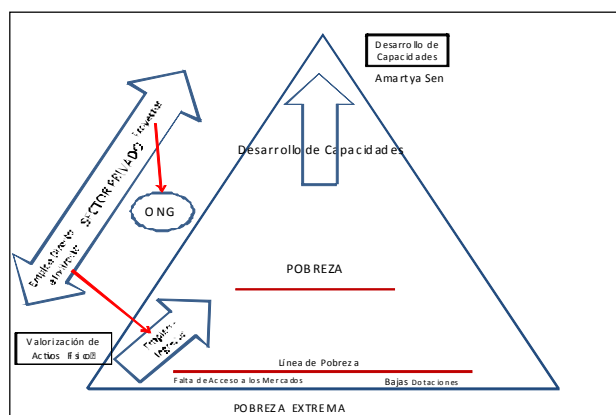 Desarrollo de
Capacidades
Amartya Sen
Desarrollo de Capacidades
SECTOR PRIVADO
ONG
POBREZA
Valorización de
Activos Físico
Línea de Pobreza
Falta de Acceso a los Mercados
Bajas Dotaciones
POBREZA EXTREMA